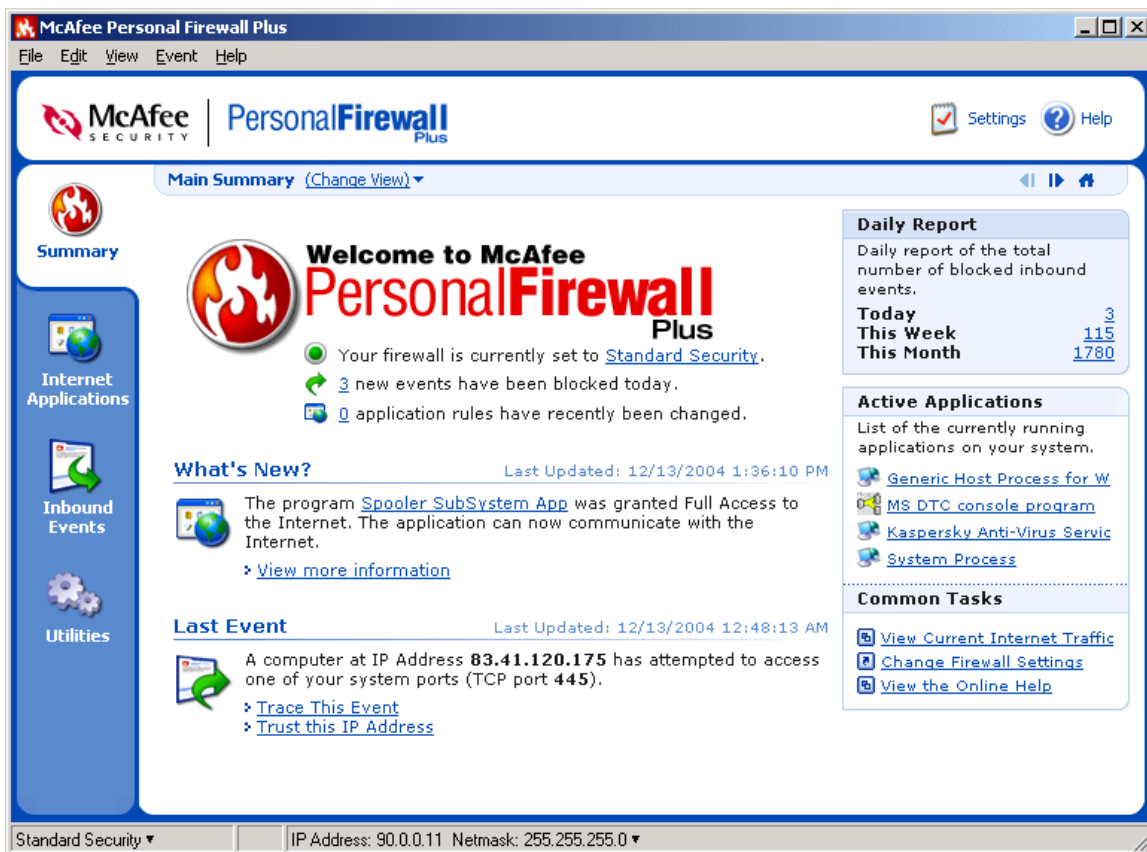 McAfee Personal Firewall Plus
File Edit View Event Help
McAfee
SECURITY
PersonalFirewall
Plus
Settings
Help
Main Summary (Change View)
Summary
Internet
Applications
Inbound
Events
Utilities
Welcome to McAfee
PersonalFirewall
Plus
Your firewall is currently set to Standard Security.
3 new events have been blocked today.
0 application rules have recently been changed.
What's New?
Last Updated: 12/13/2004 1:36:10 PM
The program Spooler SubSystem App was granted Full Access to
the Internet. The application can now communicate with the
Internet.
View more information
Last Event
Last Updated: 12/13/2004 12:48:13 AM
A computer at IP Address 83.41.120.175 has attempted to access
one of your system ports (TCP port 445).
Trace This Event
Trust this IP Address
Daily Report
Daily report of the total
number of blocked inbound
events.
Today 3
This Week 115
This Month 1780
Active Applications
List of the currently running
applications on your system.
Generic Host Process for W
MS DTC console program
Kaspersky Anti-Virus Servic
System Process
Common Tasks
View Current Internet Traffic
Change Firewall Settings
View the Online Help
Standard Security
IP Address: 90.0.0.11 Netmask: 255.255.255.0